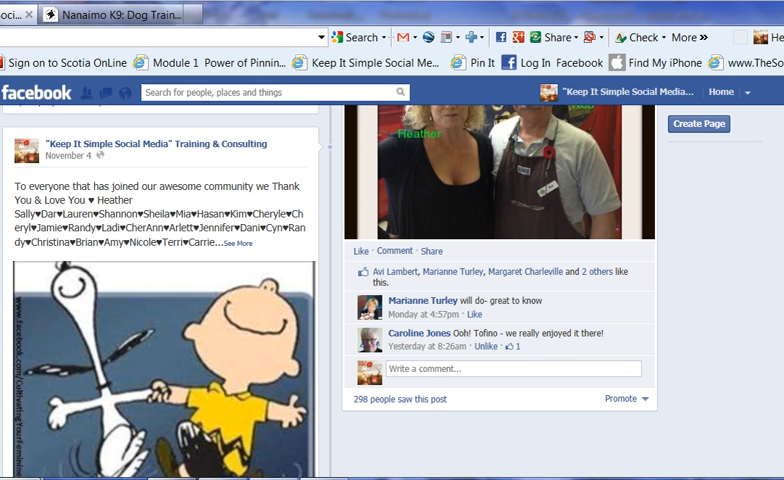 oci...
Nanaimo K9: Dog Train...
Search
Share
Check
More »
He
Sign on to Scotia OnLine
Module 1 Power of Pinnin...
Keep It Simple Social Me...
Pin It
Log In Facebook
Find My iPhone
www.TheSo
facebook
Search for people, places and things
"Keep It Simple Social Media...
Home
"Keep It Simple Social Media" Training & Consulting
November 4
To everyone that has joined our awesome community we Thank
You & Love You ♥ Heather
Sally♥Dar♥Lauren♥Shannon♥Sheila♥Mia♥Hasan♥Kim♥Cheryle♥Ch
eryl♥Jamie♥Randy♥Ladi♥CherAnn♥Arlett♥Jennifer♥Dani♥Cyn♥Ran
dy♥Christina♥Brian♥Amy♥Nicole♥Terri♥Carrie...See More
www.facebook.com/CultivatingYourFeminine
Heather
Rob
Like · Comment · Share
Avi Lambert, Marianne Turley, Margaret Charleville and 2 others like
this.
Marianne Turley will do- great to know
Monday at 4:57pm · Like
Caroline Jones Ooh! Tofino - we really enjoyed it there!
Yesterday at 8:26am · Unlike · 1
Write a comment...
298 people saw this post
Promote
Create Page